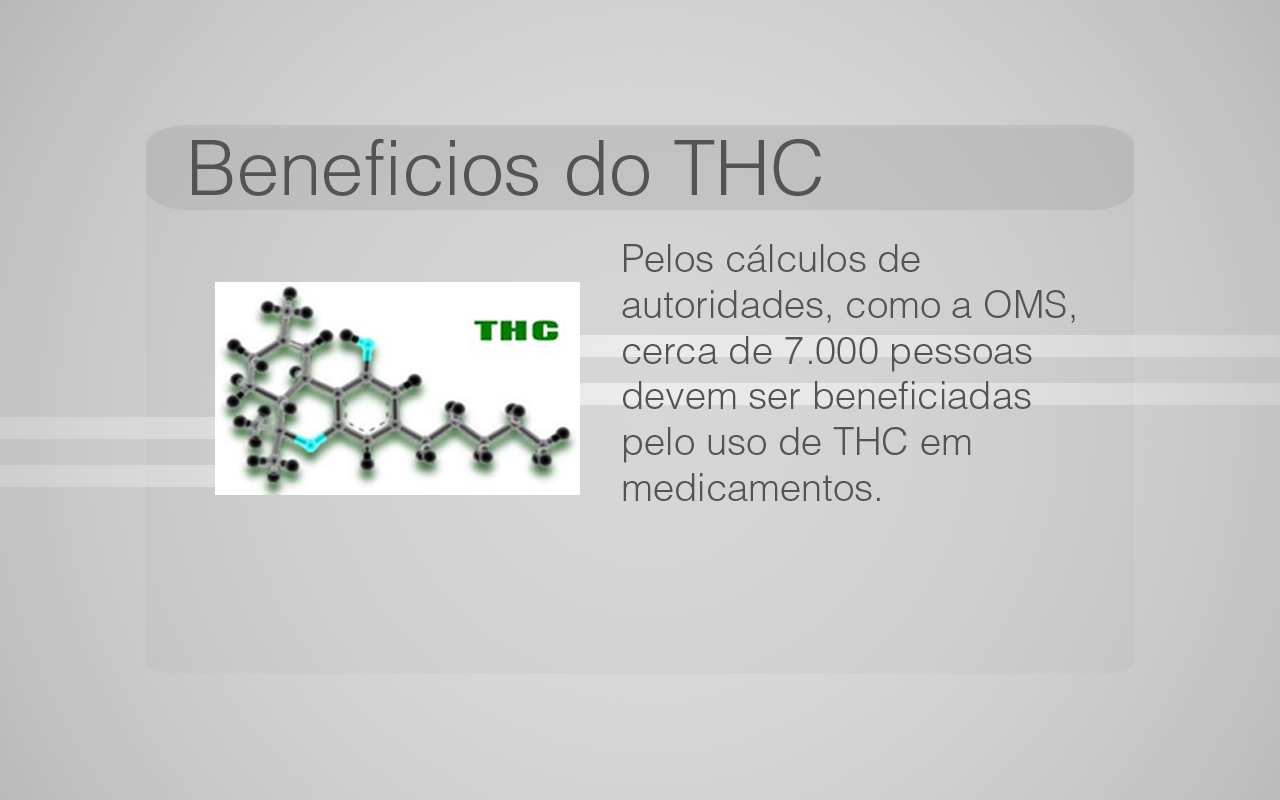 Beneficios do THC
THC
Pelos cálculos de
autoridades, como a OMS,
cerca de 7.000 pessoas
devem ser beneficiadas
pelo uso de THC em
medicamentos.